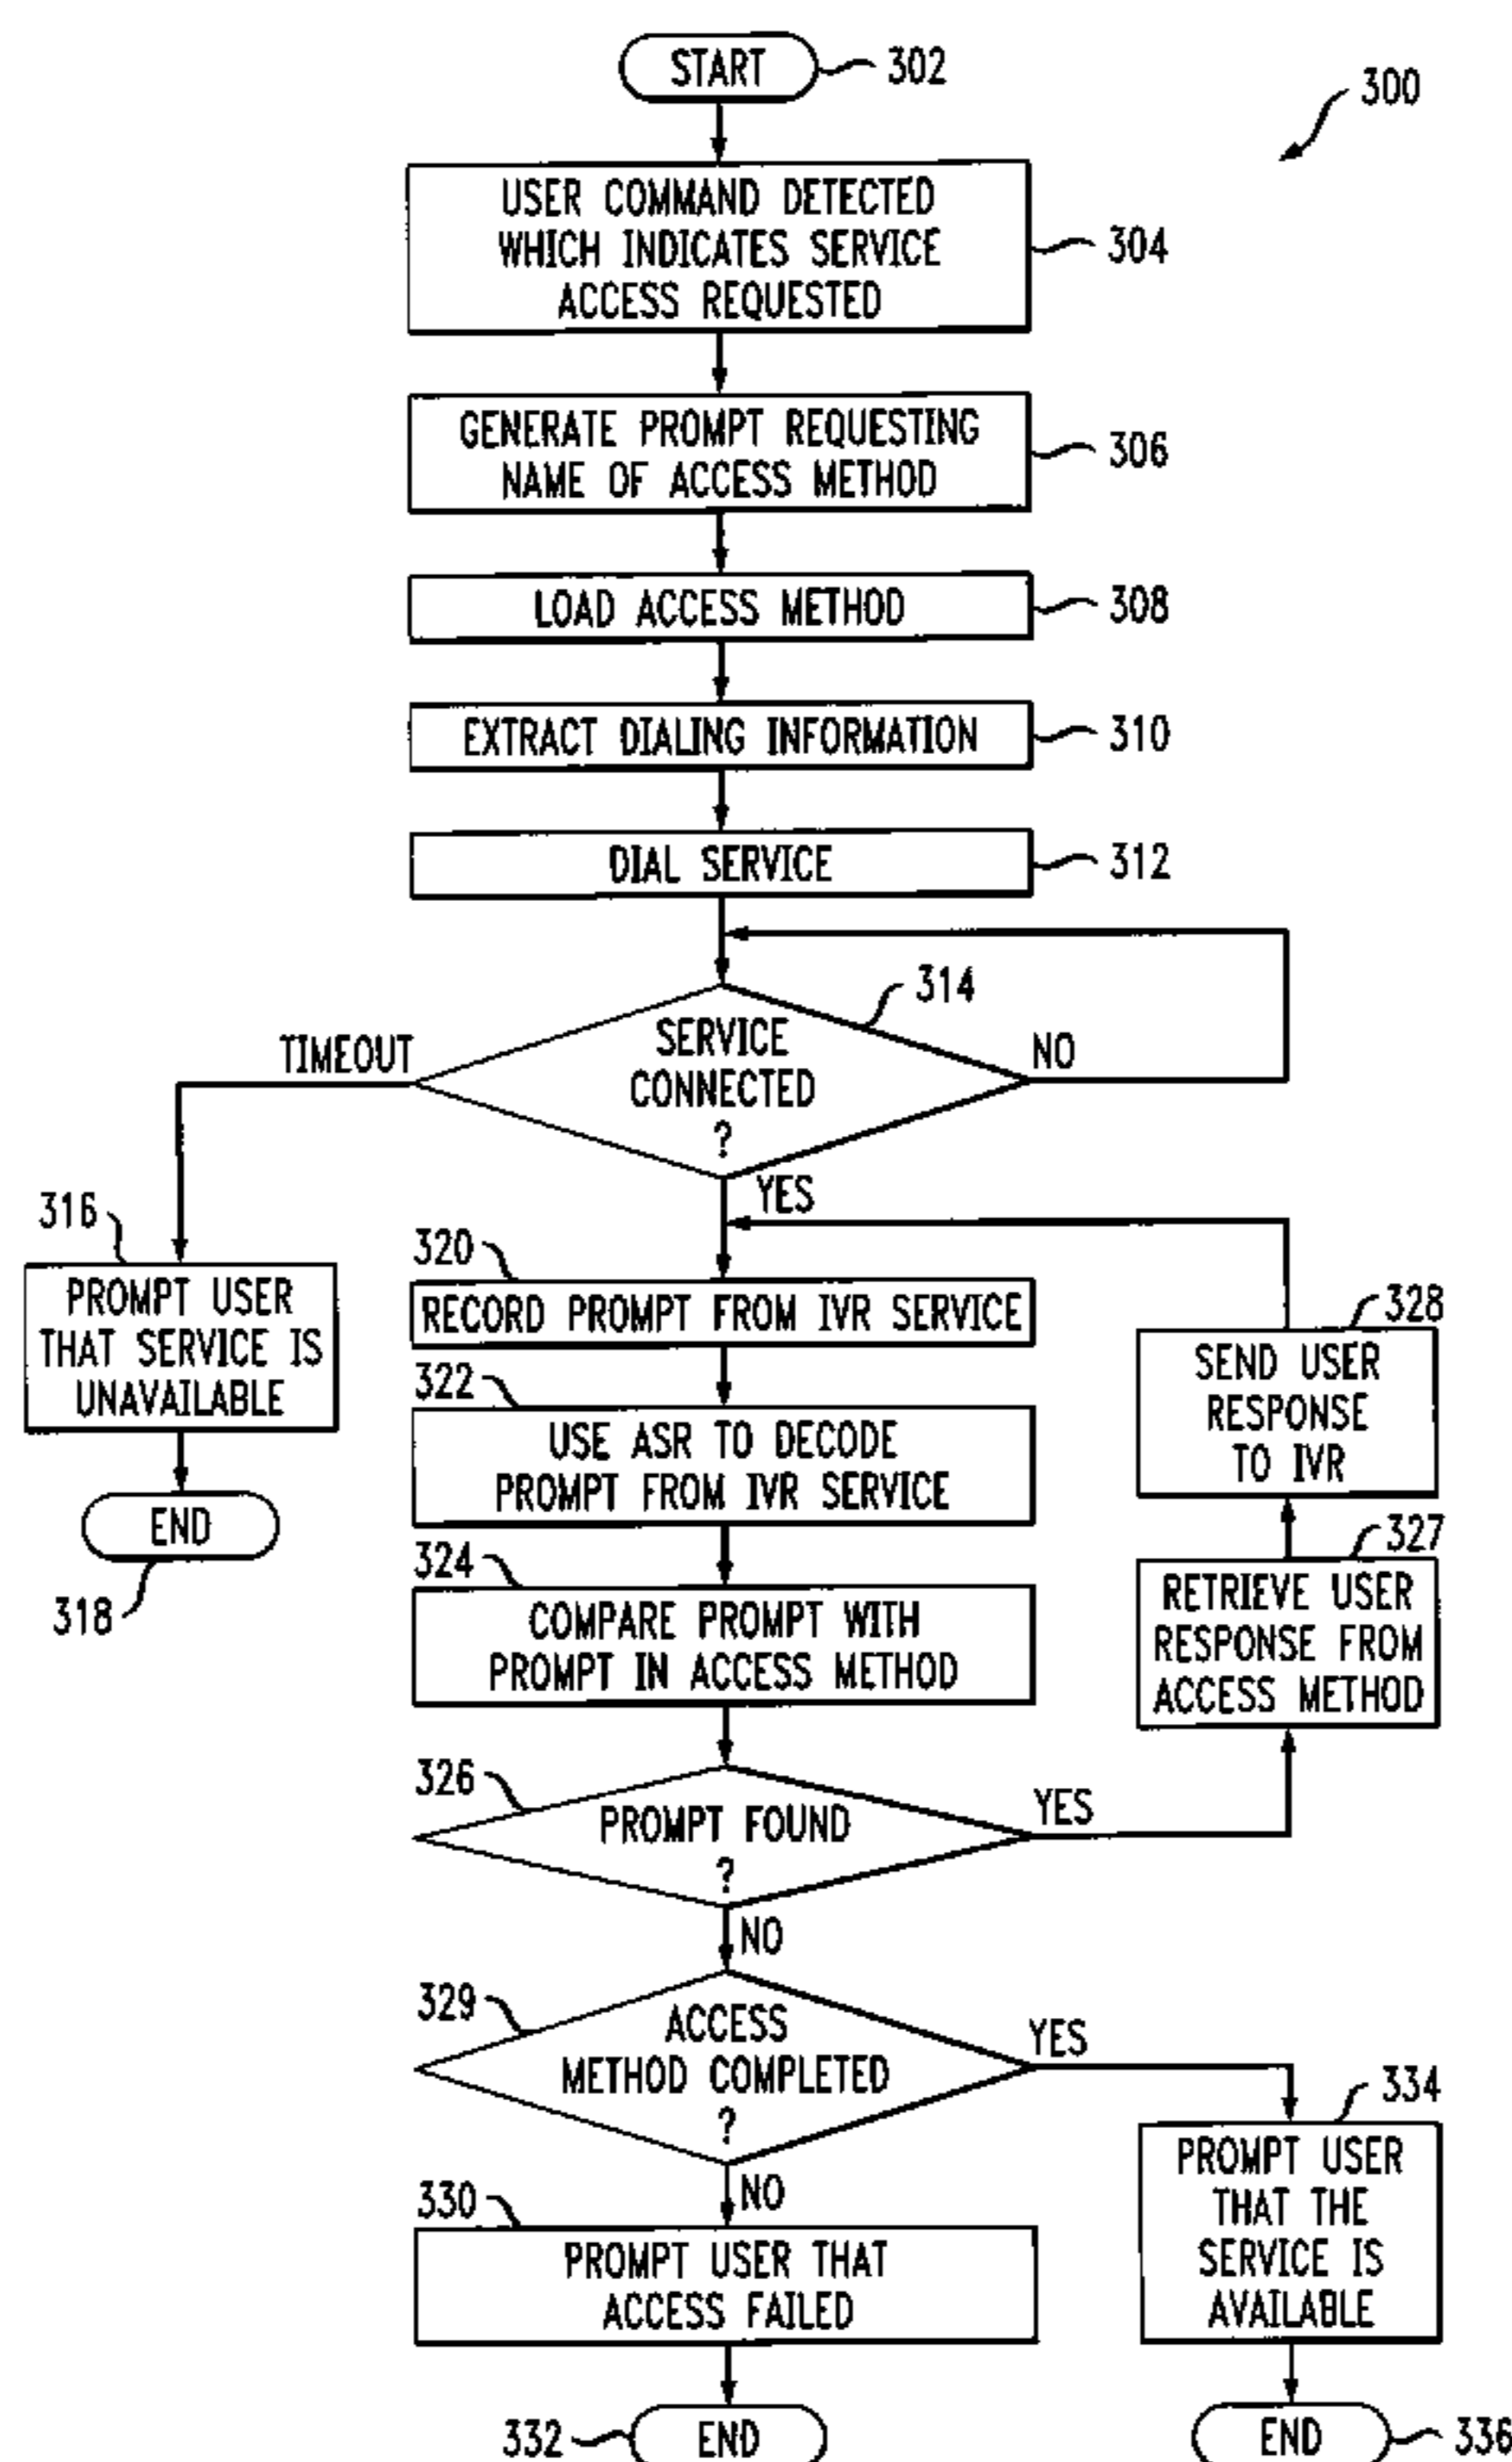 START
302
300
USER COMMAND DETECTED
WHICH INDICATES SERVICE
ACCESS REQUESTED
304
GENERATE PROMPT REQUESTING
NAME OF ACCESS METHOD
306
LOAD ACCESS METHOD
308
EXTRACT DIALING INFORMATION
310
DIAL SERVICE
312
314
SERVICE
CONNECTED
?
TIMEOUT
NO
YES
316
PROMPT USER
THAT SERVICE IS
UNAVAILABLE
END
318
320
RECORD PROMPT FROM IVR SERVICE
322
USE ASR TO DECODE
PROMPT FROM IVR SERVICE
324
COMPARE PROMPT WITH
PROMPT IN ACCESS METHOD
328
SEND USER
RESPONSE
TO IVR
327
RETRIEVE USER
RESPONSE FROM
ACCESS METHOD
326
PROMPT FOUND
?
YES
NO
329
ACCESS
METHOD COMPLETED
?
YES
NO
330
PROMPT USER THAT
ACCESS FAILED
332
END
334
PROMPT USER
THAT THE
SERVICE IS
AVAILABLE
END
336